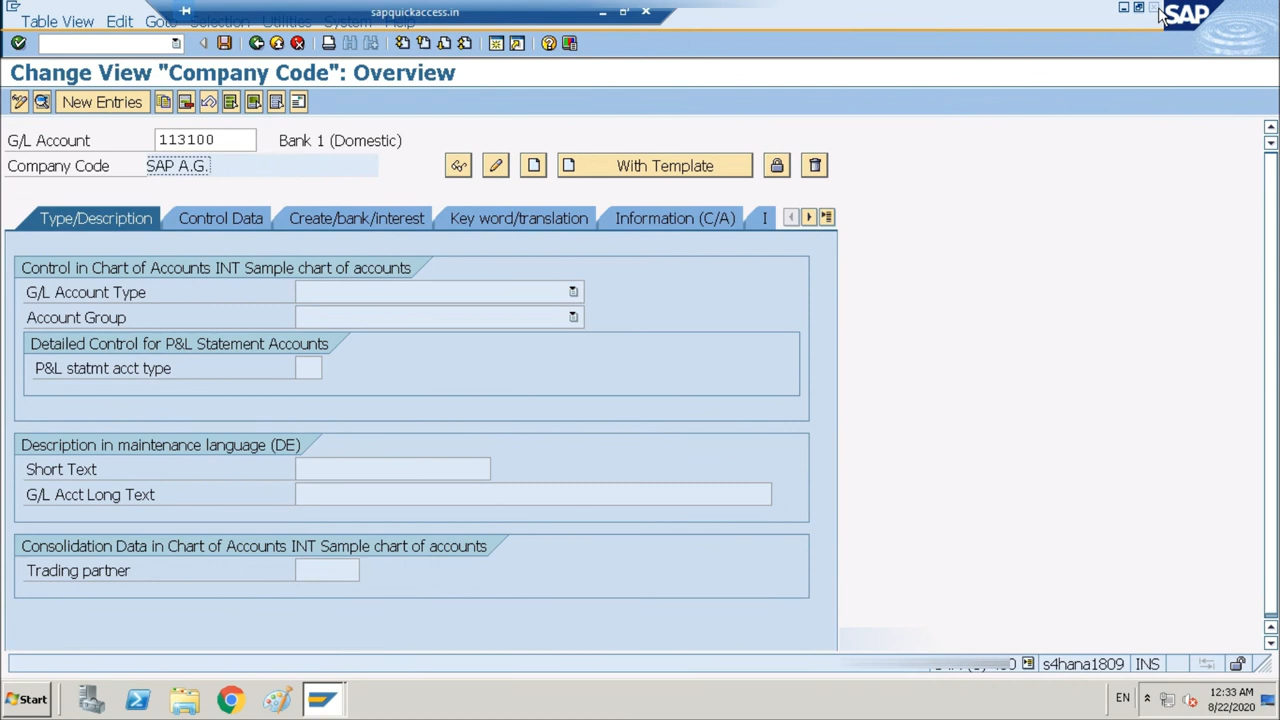 sapquickaccess.in
Table View Edit Goto Selection Utilities System Help
SAP
Change View "Company Code": Overview
New Entries
G/L Account 113100 Bank 1 (Domestic)
Company Code SAP A.G. With Template
Type/Description Control Data Create/bank/interest Key word/translation Information (C/A) I
Control in Chart of Accounts INT Sample chart of accounts
G/L Account Type
Account Group
Detailed Control for P&L Statement Accounts
P&L statmt acct type
Description in maintenance language (DE)
Short Text
G/L Acct Long Text
Consolidation Data in Chart of Accounts INT Sample chart of accounts
Trading partner
s4hana1809 INS
Start EN 12:33 AM
8/22/2020